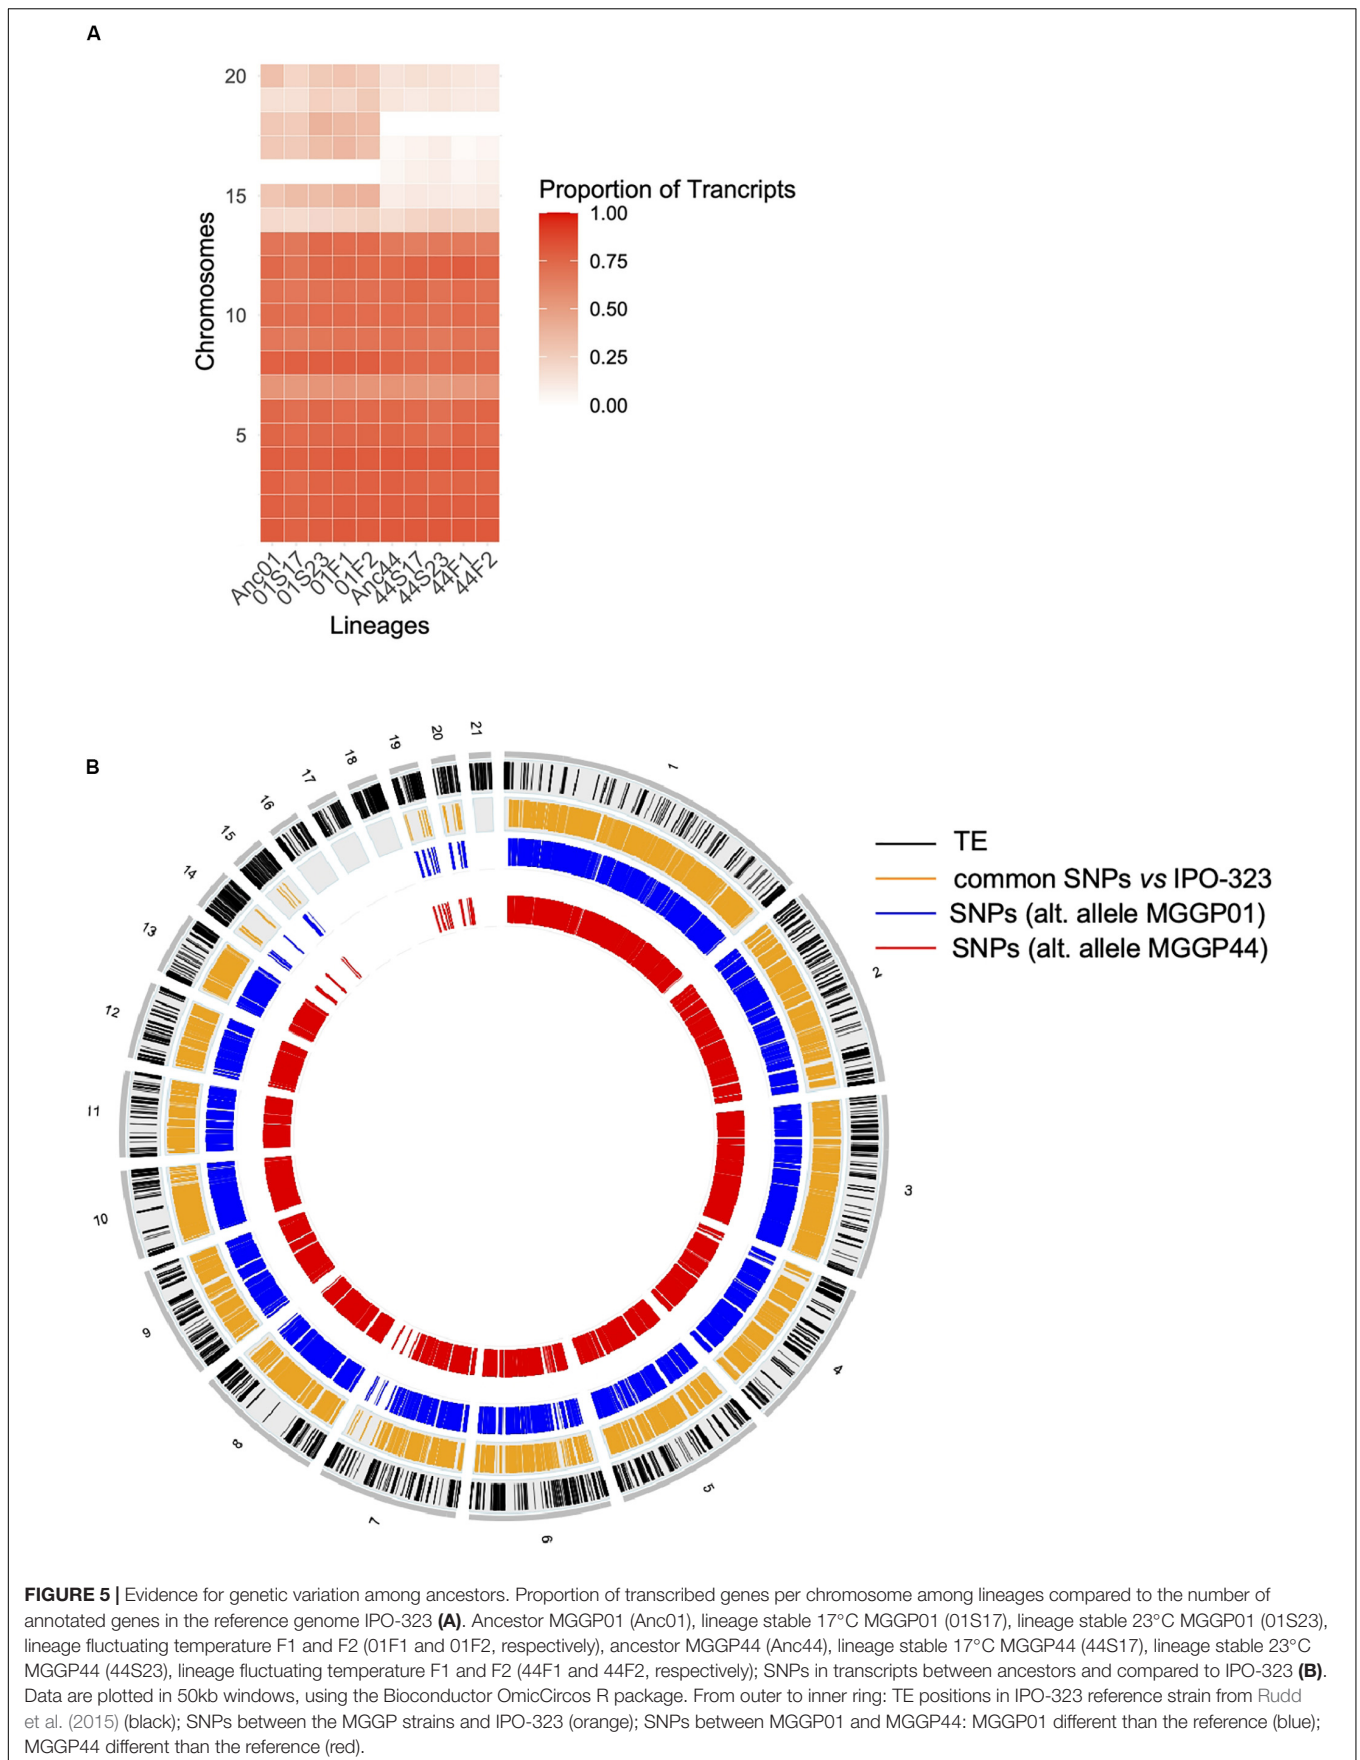 A
20
15
10
5
Chromosomes
Anc01
01S17
01S23
01F1
01F2
Anc44
44S17
44S23
44F1
44F2
Lineages
Proportion of Trancripts
1.00
0.75
0.50
0.25
0.00
B
1
2
3
4
5
6
7
8
9
10
11
12
13
14
15
16
17
18
19
20
21
TE
common SNPs vs IPO-323
SNPs (alt. allele MGGP01)
SNPs (alt. allele MGGP44)
FIGURE 5 | Evidence for genetic variation among ancestors. Proportion of transcribed genes per chromosome among lineages compared to the number of
annotated genes in the reference genome IPO-323 (A). Ancestor MGGP01 (Anc01), lineage stable 17°C MGGP01 (01S17), lineage stable 23°C MGGP01 (01S23),
lineage fluctuating temperature F1 and F2 (01F1 and 01F2, respectively), ancestor MGGP44 (Anc44), lineage stable 17°C MGGP44 (44S17), lineage stable 23°C
MGGP44 (44S23), lineage fluctuating temperature F1 and F2 (44F1 and 44F2, respectively); SNPs in transcripts between ancestors and compared to IPO-323 (B).
Data are plotted in 50kb windows, using the Bioconductor OmicCircos R package. From outer to inner ring: TE positions in IPO-323 reference strain from Rudd
et al. (2015) (black); SNPs between the MGGP strains and IPO-323 (orange); SNPs between MGGP01 and MGGP44: MGGP01 different than the reference (blue);
MGGP44 different than the reference (red).